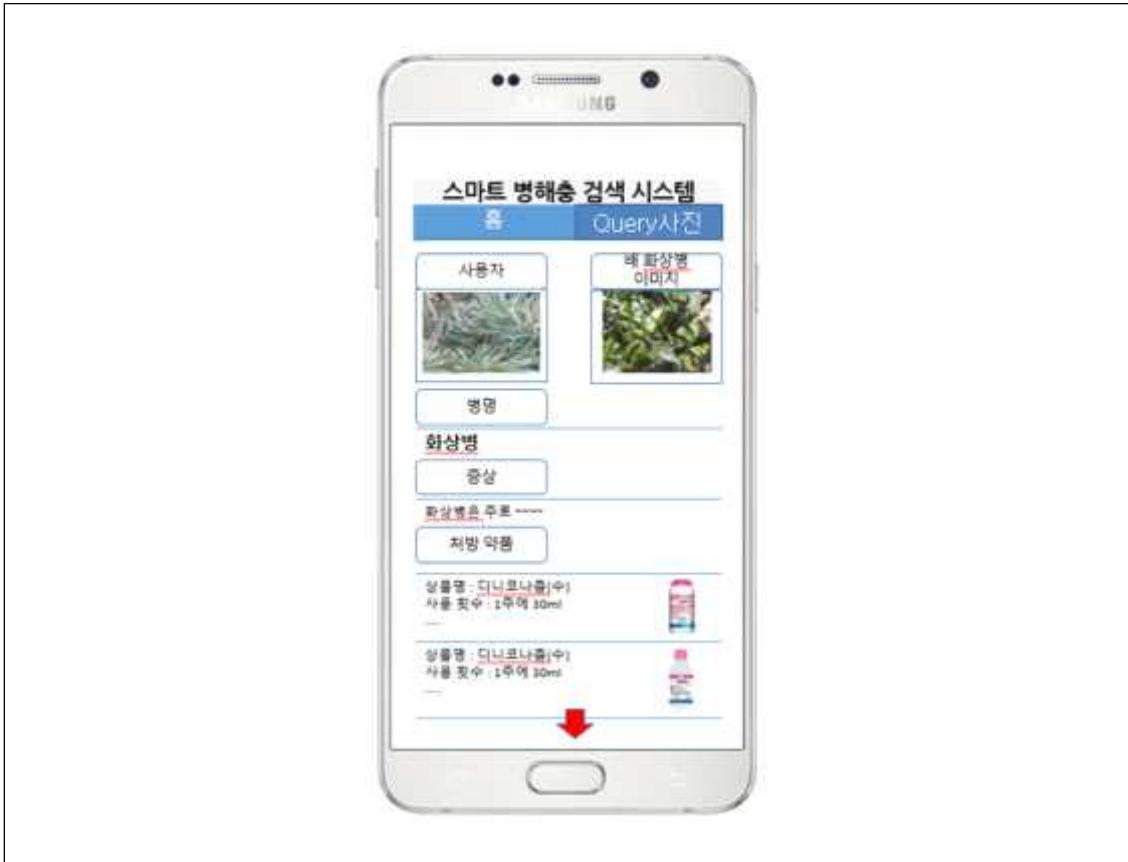 스마트 병해충 검색 시스템
홈
Query사진
사용자
배 화상병
이미지
병명
화상병
증상
화상병은 주로 ~~~~
처방 약품
상품명 : 디니코나졸(수)
사용 횟수 : 1주에 30ml
상품명 : 디니코나졸(수)
사용 횟수 : 1주에 30ml